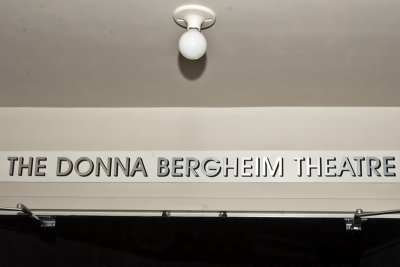 THE DONNA BERGHEIM THEATRE